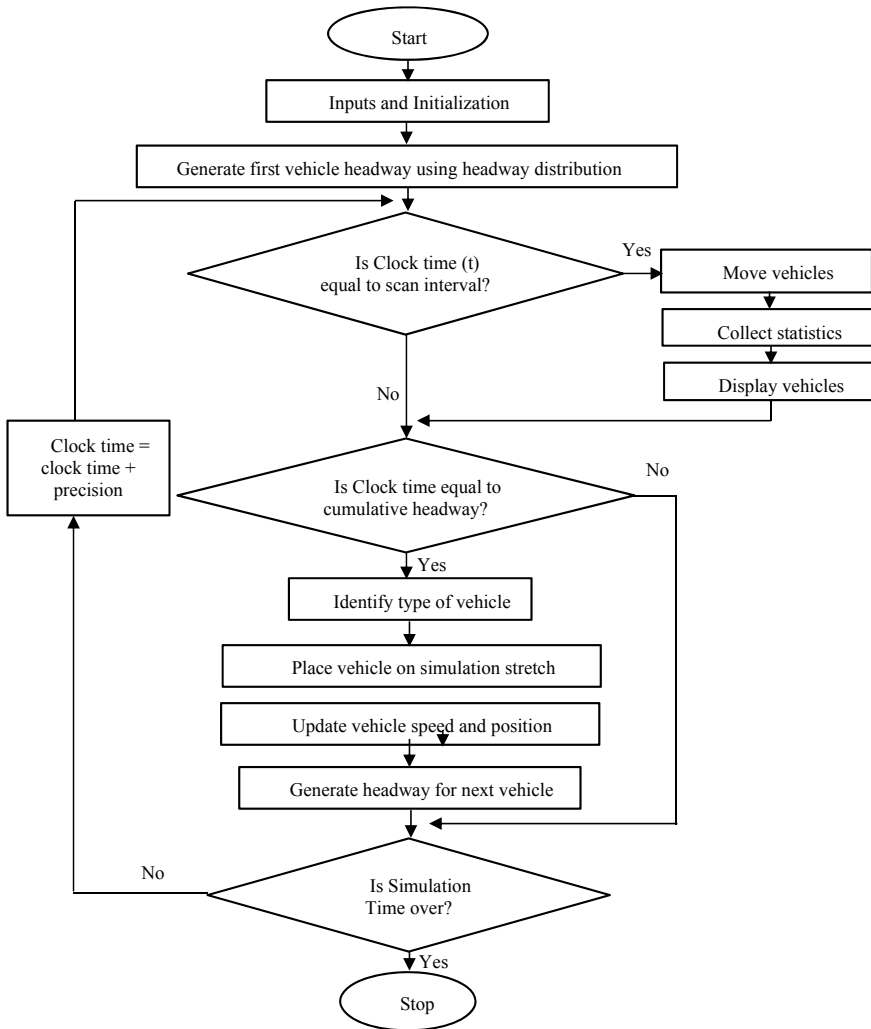 Start
Inputs and Initialization
Generate first vehicle headway using headway distribution
Is Clock time (t)
equal to scan interval?
Yes
Move vehicles
Collect statistics
Display vehicles
No
Clock time =
clock time +
precision
Is Clock time equal to
cumulative headway?
No
Yes
Identify type of vehicle
Place vehicle on simulation stretch
Update vehicle speed and position
Generate headway for next vehicle
Is Simulation
Time over?
No
Yes
Stop